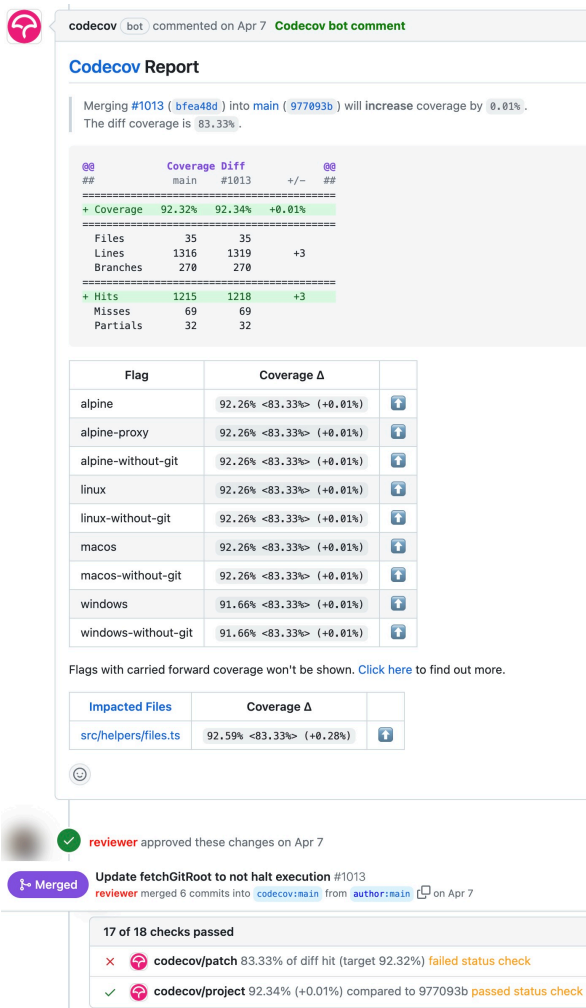 codecov bot commented on Apr 7 Codecov bot comment
Codecov Report
Merging #1013 ( bfea48d ) into main ( 977093b ) will increase coverage by 0.01% .
The diff coverage is 83.33% .
@@ Coverage Diff @@
## main #1013 +/- ##
==========================================
+ Coverage 92.32% 92.34% +0.01%
==========================================
Files 35 35
Lines 1316 1319 +3
Branches 270 270
==========================================
+ Hits 1215 1218 +3
Misses 69 69
Partials 32 32
Flag Coverage Δ
alpine 92.26% <83.33%> (+0.01%) ⬆️
alpine-proxy 92.26% <83.33%> (+0.01%) ⬆️
alpine-without-git 92.26% <83.33%> (+0.01%) ⬆️
linux 92.26% <83.33%> (+0.01%) ⬆️
linux-without-git 92.26% <83.33%> (+0.01%) ⬆️
macos 92.26% <83.33%> (+0.01%) ⬆️
macos-without-git 92.26% <83.33%> (+0.01%) ⬆️
windows 91.66% <83.33%> (+0.01%) ⬆️
windows-without-git 91.66% <83.33%> (+0.01%) ⬆️
Flags with carried forward coverage won't be shown. Click here to find out more.
Impacted Files Coverage Δ
src/helpers/files.ts 92.59% <83.33%> (+0.28%) ⬆️
reviewer approved these changes on Apr 7
Merged
Update fetchGitRoot to not halt execution #1013
reviewer merged 6 commits into codecov:main from author:main on Apr 7
17 of 18 checks passed
codecov/patch 83.33% of diff hit (target 92.32%) failed status check
codecov/project 92.34% (+0.01%) compared to 977093b passed status check